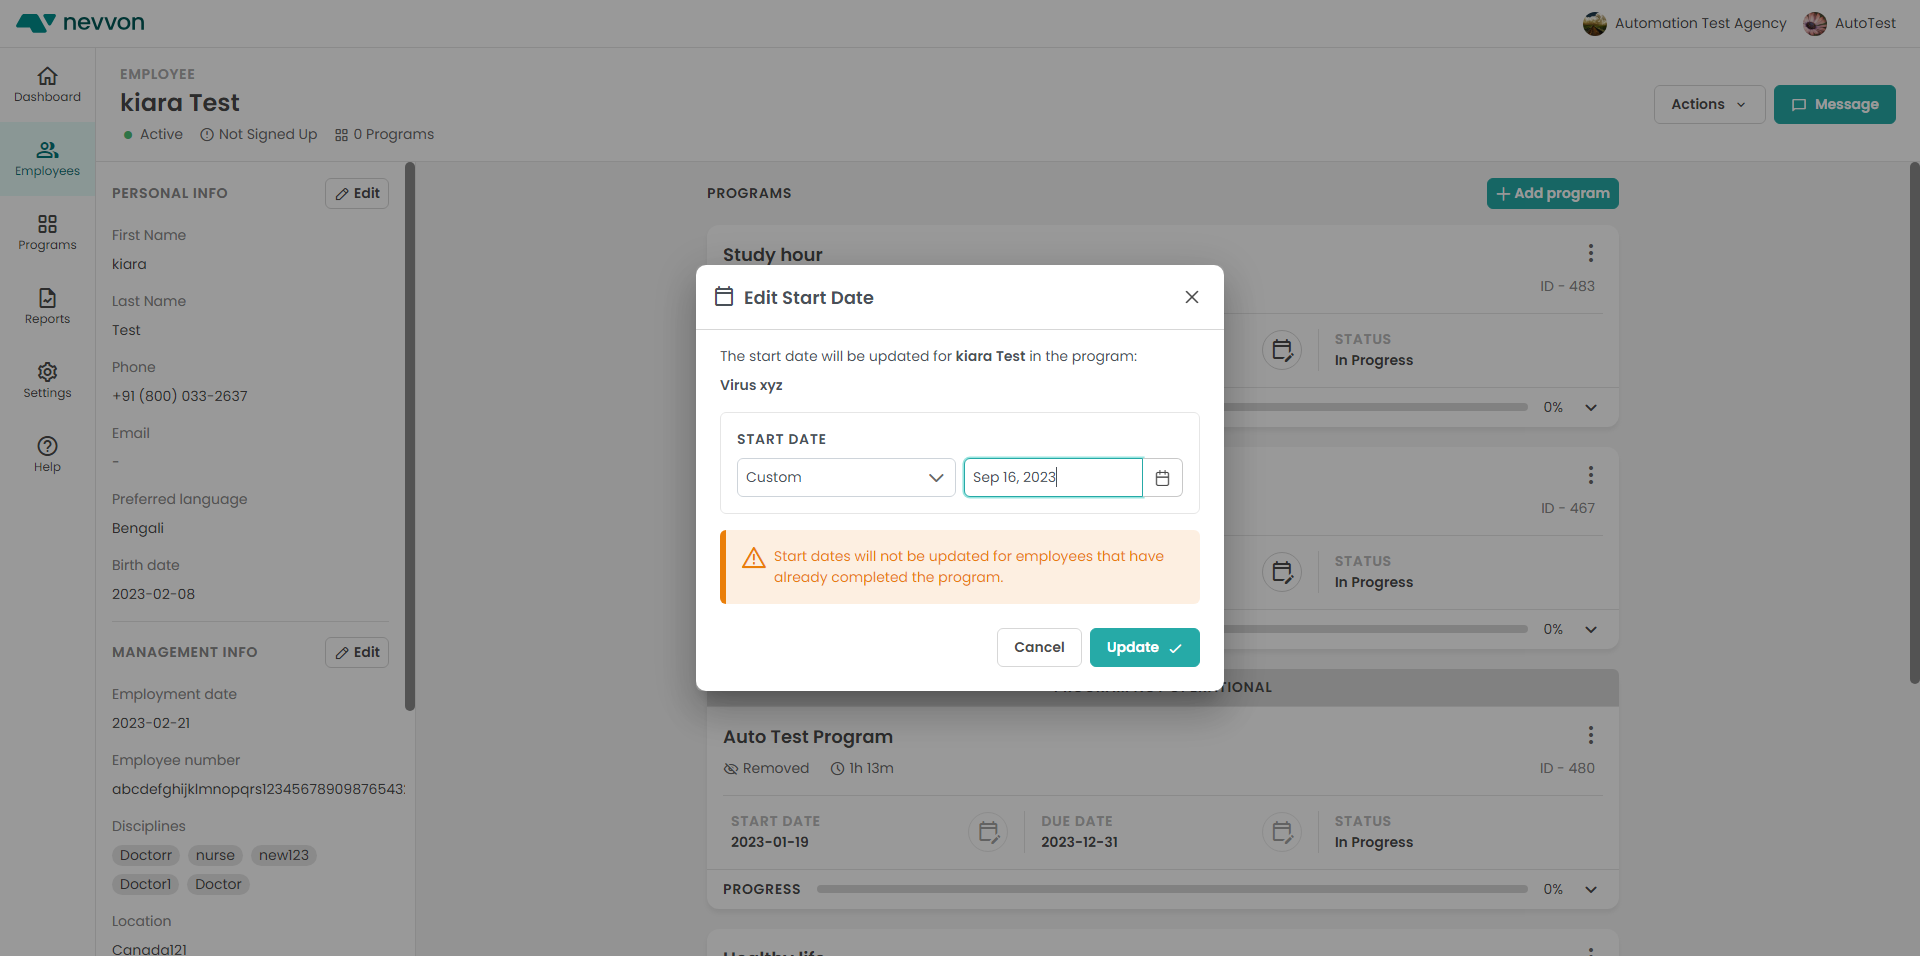 nevvon
Automation Test Agency
AutoTest
Dashboard
Employees
Programs
Reports
Settings
Help
EMPLOYEE
kiara Test
Active
Not Signed Up
0 Programs
Actions
Message
PERSONAL INFO
Edit
First Name
kiara
Last Name
Test
Phone
+91 (800) 033-2637
Email
-
Preferred language
Bengali
Birth date
2023-02-08
MANAGEMENT INFO
Edit
Employment date
2023-02-21
Employee number
abcdefghijklmnopqrs1234567890987654
Disciplines
Doctorr nurse new123
Doctor1 Doctor
Location
Canada121
PROGRAMS
Add program
Study hour
ID - 483
STATUS
In Progress
0%
ID - 467
STATUS
In Progress
0%
Edit Start Date
The start date will be updated for kiara Test in the program:
Virus xyz
START DATE
Custom
Sep 16, 2023
Start dates will not be updated for employees that have
already completed the program.
Cancel
Update
Auto Test Program
Removed 1h 13m
ID - 480
START DATE
2023-01-19
DUE DATE
2023-12-31
STATUS
In Progress
PROGRESS
0%
Healthy life